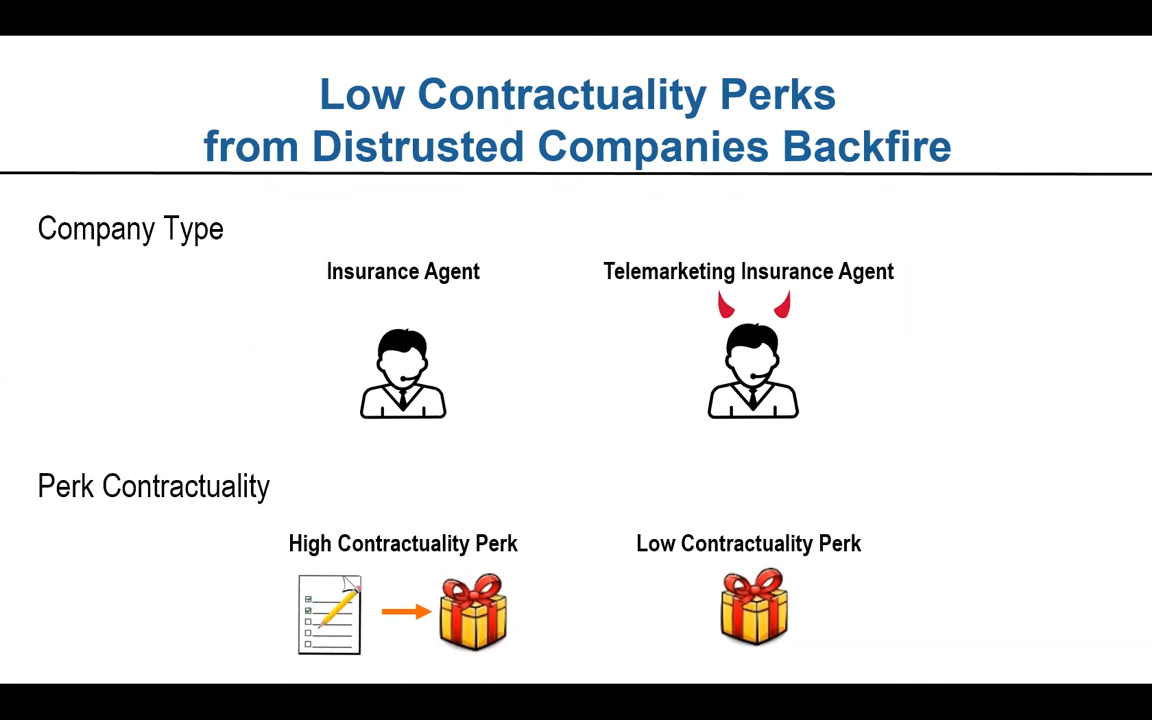 Low Contractuality Perks
from Distrusted Companies Backfire
Company Type
Insurance Agent
Telemarketing Insurance Agent
Perk Contractuality
High Contractuality Perk
Low Contractuality Perk